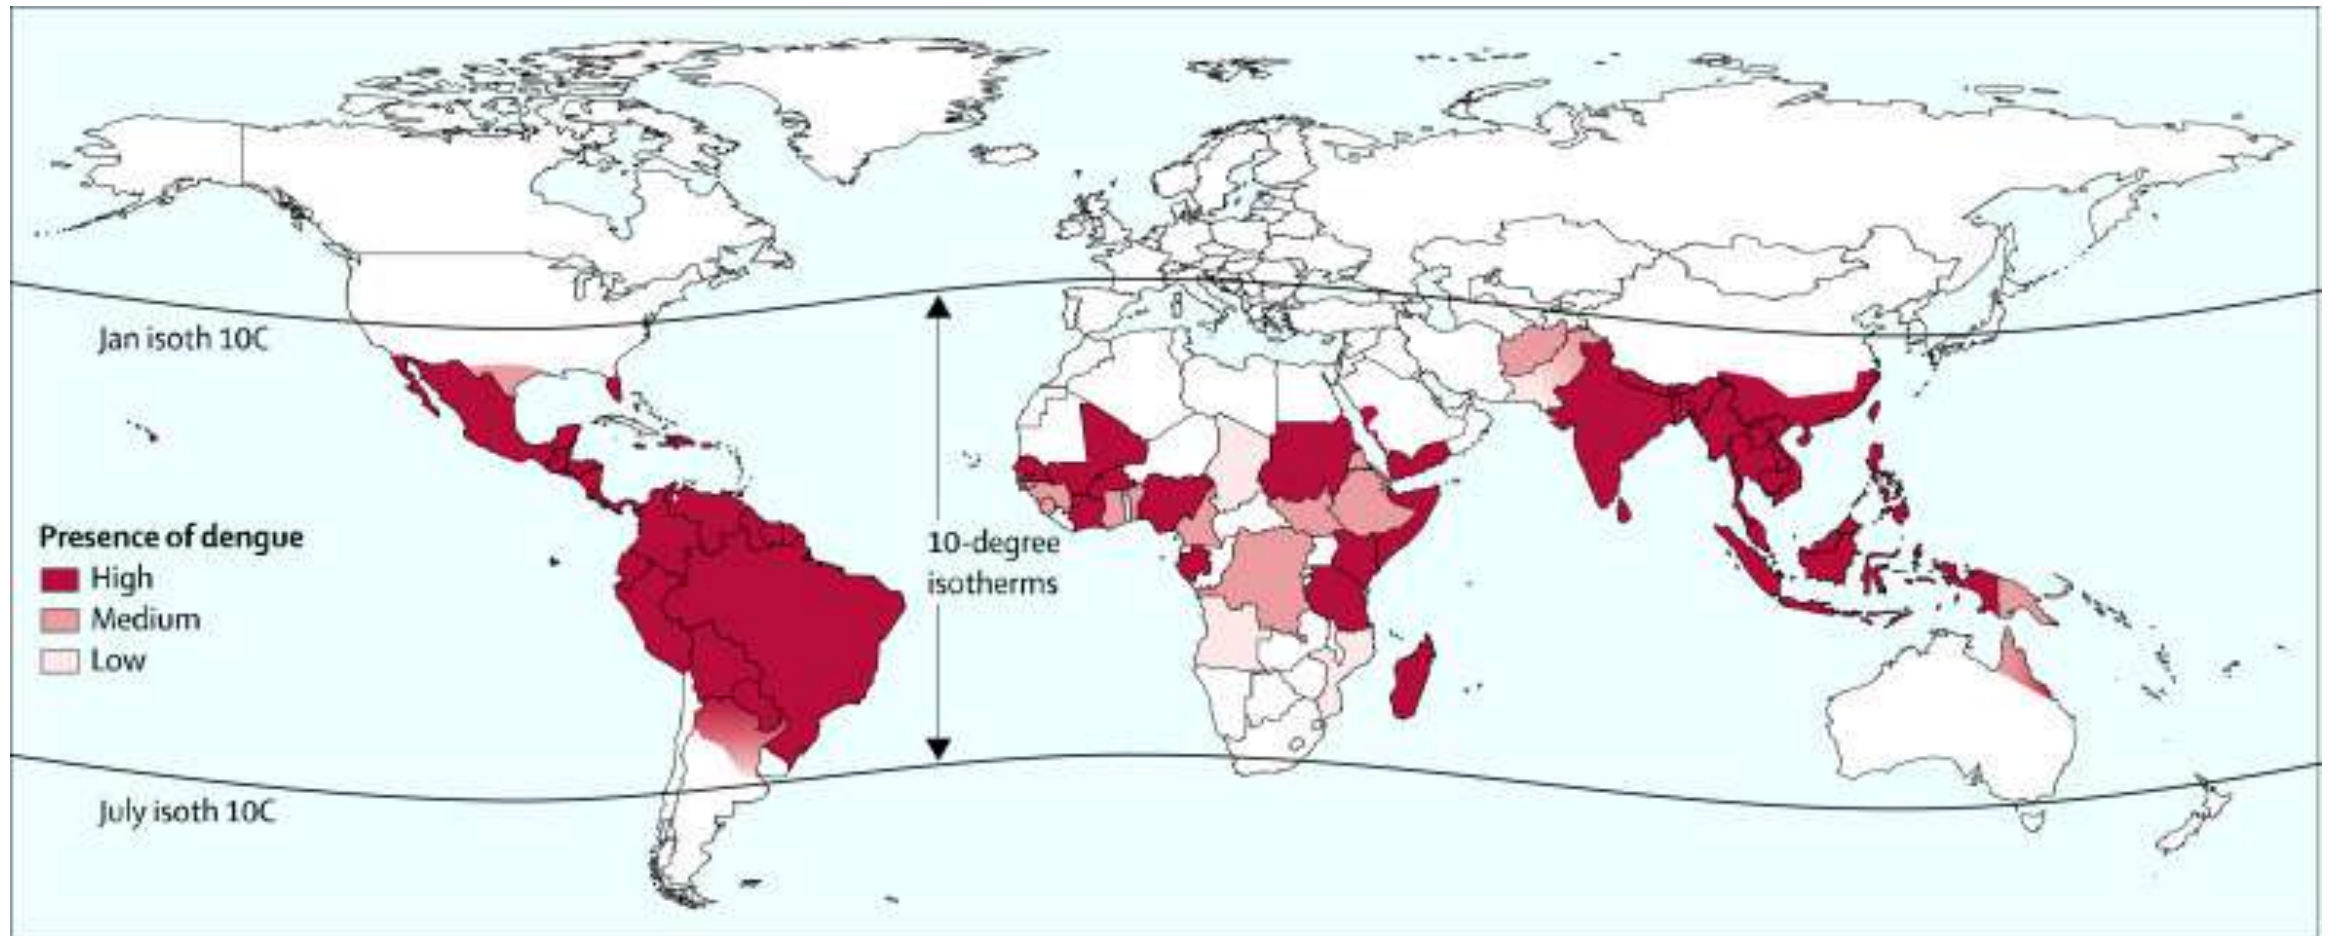 Jan isoth 10C
Presence of dengue
High
Medium
Low
10-degree
isotherms
July isoth 10C